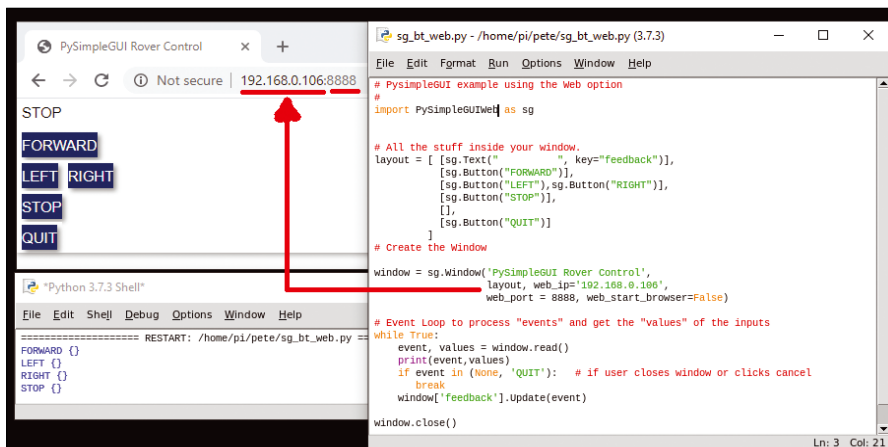 PySimpleGUI Rover Control
Not secure | 192.168.0.106:8888
STOP
FORWARD
LEFT RIGHT
STOP
QUIT
*Python 3.7.3 Shell*
File Edit Shell Debug Options Window Help
==================== RESTART: /home/pi/pete/sg_bt_web.py ==
FORWARD {}
LEFT {}
RIGHT {}
STOP {}
sg_bt_web.py - /home/pi/pete/sg_bt_web.py (3.7.3)
File Edit Format Run Options Window Help
# PysimpleGUI example using the Web option
#
import PySimpleGUIWeb as sg
# All the stuff inside your window.
layout = [ [sg.Text("          ", key="feedback")],
           [sg.Button("FORWARD")],
           [sg.Button("LEFT"),sg.Button("RIGHT")],
           [sg.Button("STOP")],
           [],
           [sg.Button("QUIT")]
         ]
# Create the Window
window = sg.Window('PySimpleGUI Rover Control',
                   layout, web_ip='192.168.0.106',
                   web_port = 8888, web_start_browser=False)
# Event Loop to process "events" and get the "values" of the inputs
while True:
    event, values = window.read()
    print(event,values)
    if event in (None, 'QUIT'):   # if user closes window or clicks cancel
       break
    window['feedback'].Update(event)
window.close()
Ln: 3 Col: 21